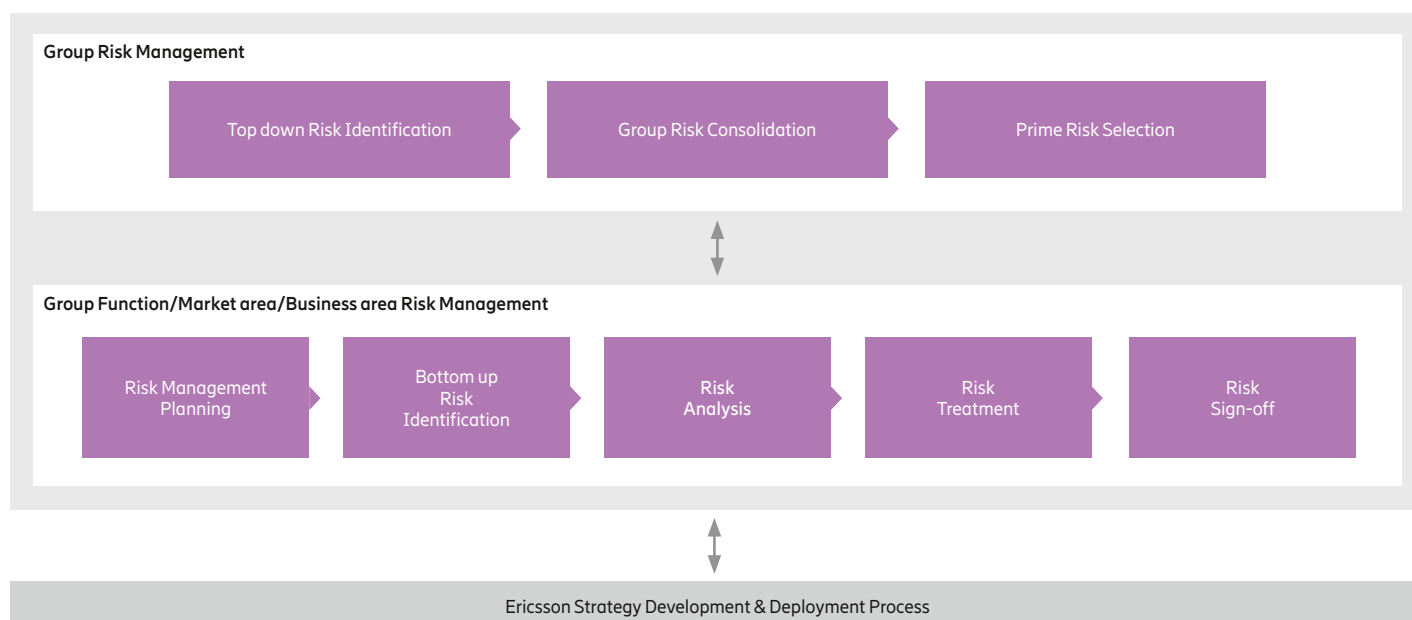 Group Risk Management
Top down Risk Identification
Group Risk Consolidation
Prime Risk Selection
Group Function/Market area/Business area Risk Management
Risk Management
Planning
Bottom up
Risk
Identification
Risk
Analysis
Risk
Treatment
Risk
Sign-off
Ericsson Strategy Development & Deployment Process